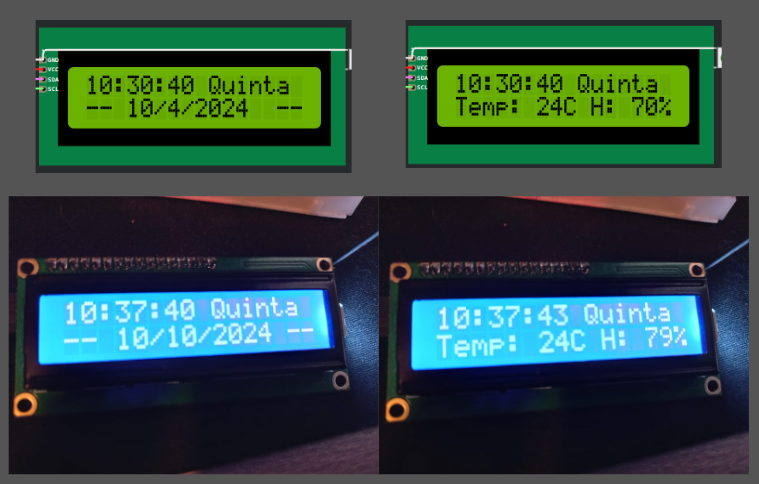 GND
VCC
SDA
SCL
10:30:40 Quinta
-- 10/4/2024 --
GND
VCC
SDA
SCL
10:30:40 Quinta
Temp: 24C H: 70%
10:37:40 Quinta
-- 10/10/2024 --
10:37:43 Quinta
Temp: 24C H: 79%